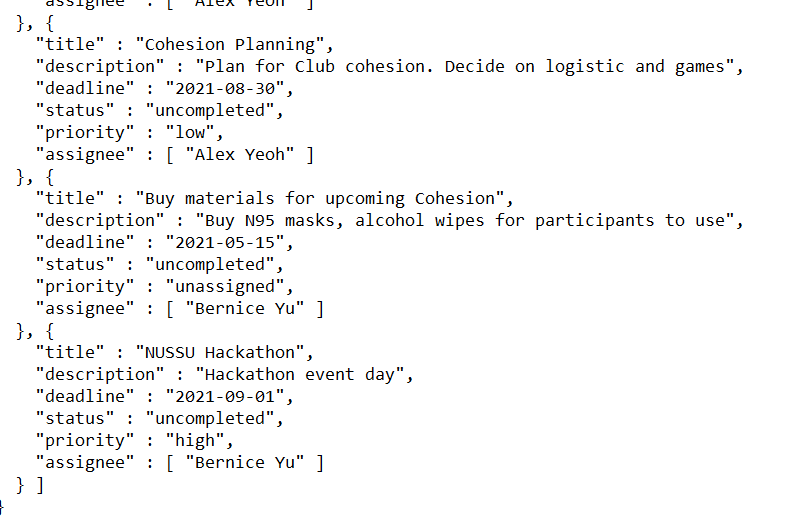 "assignee" : [ "Alex Yeoh" ]
}, {
"title" : "Cohesion Planning",
"description" : "Plan for Club cohesion. Decide on logistic and games",
"deadline" : "2021-08-30",
"status" : "uncompleted",
"priority" : "low",
"assignee" : [ "Alex Yeoh" ]
}, {
"title" : "Buy materials for upcoming Cohesion",
"description" : "Buy N95 masks, alcohol wipes for participants to use",
"deadline" : "2021-05-15",
"status" : "uncompleted",
"priority" : "unassigned",
"assignee" : [ "Bernice Yu" ]
}, {
"title" : "NUSSU Hackathon",
"description" : "Hackathon event day",
"deadline" : "2021-09-01",
"status" : "uncompleted",
"priority" : "high",
"assignee" : [ "Bernice Yu" ]
} ]
}